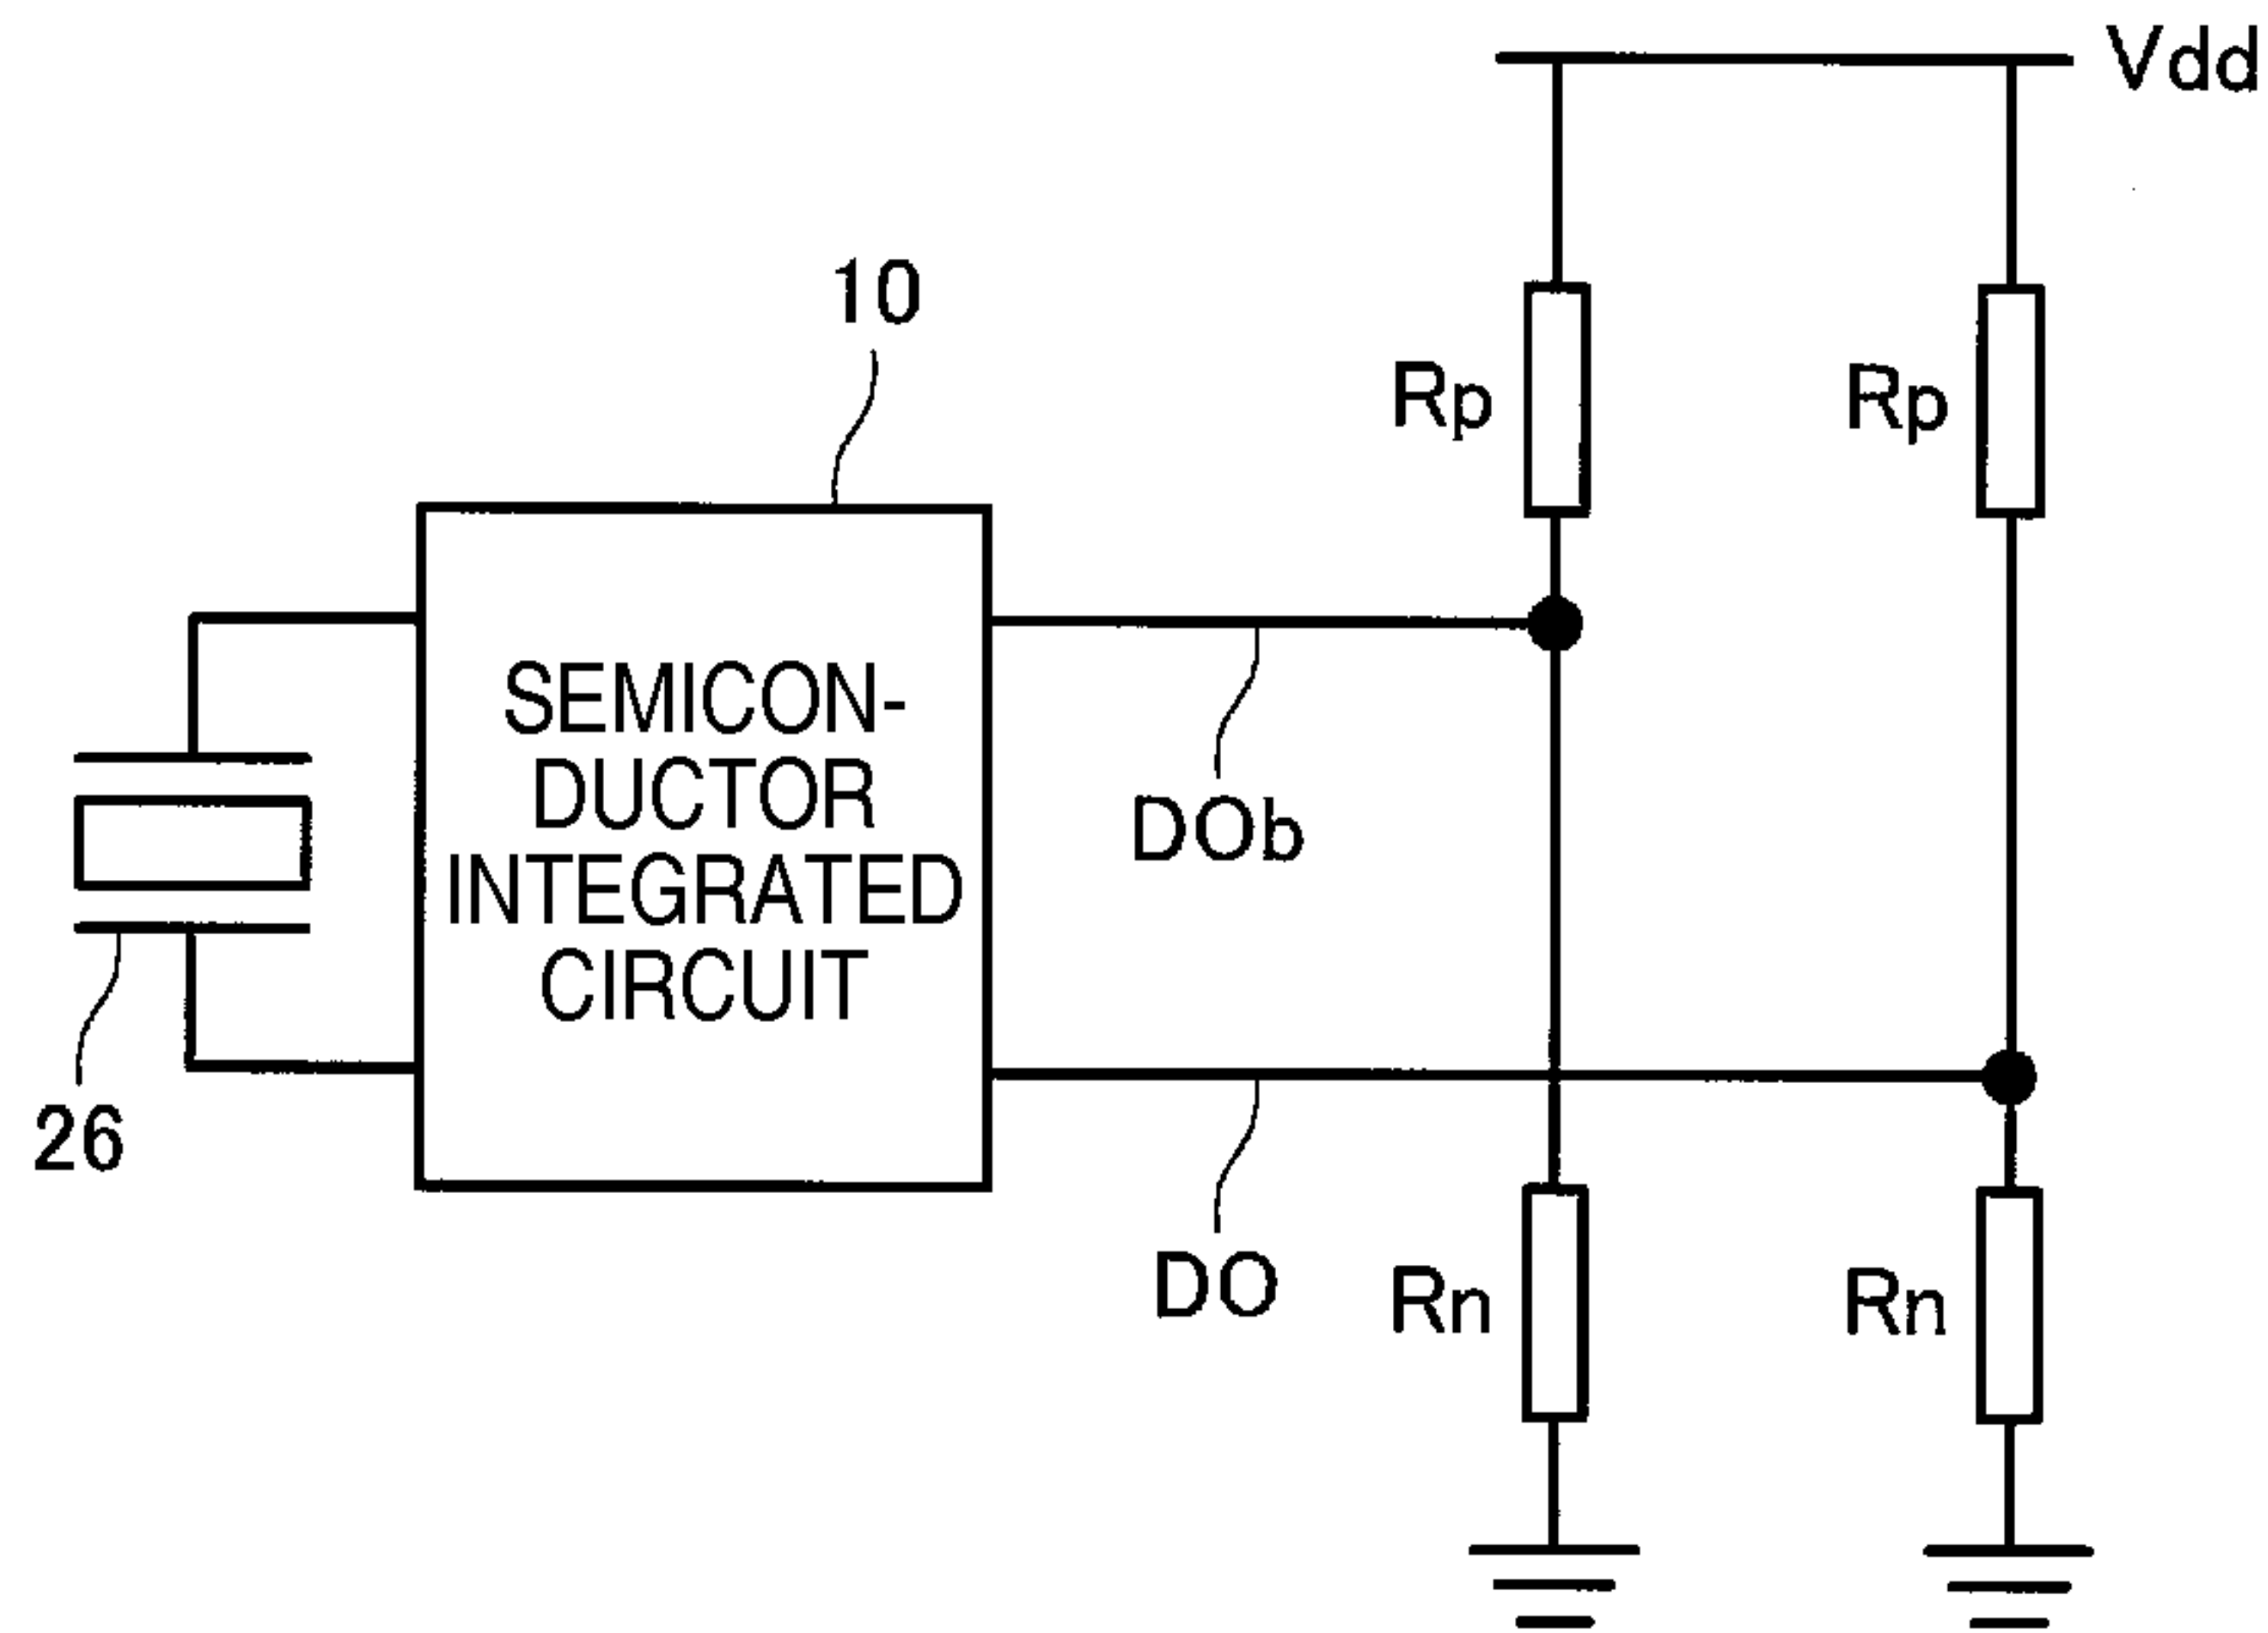 Vdd
10
Rp
Rp
SEMICON-
DUCTOR
INTEGRATED
CIRCUIT
DOb
26
DO
Rn
Rn